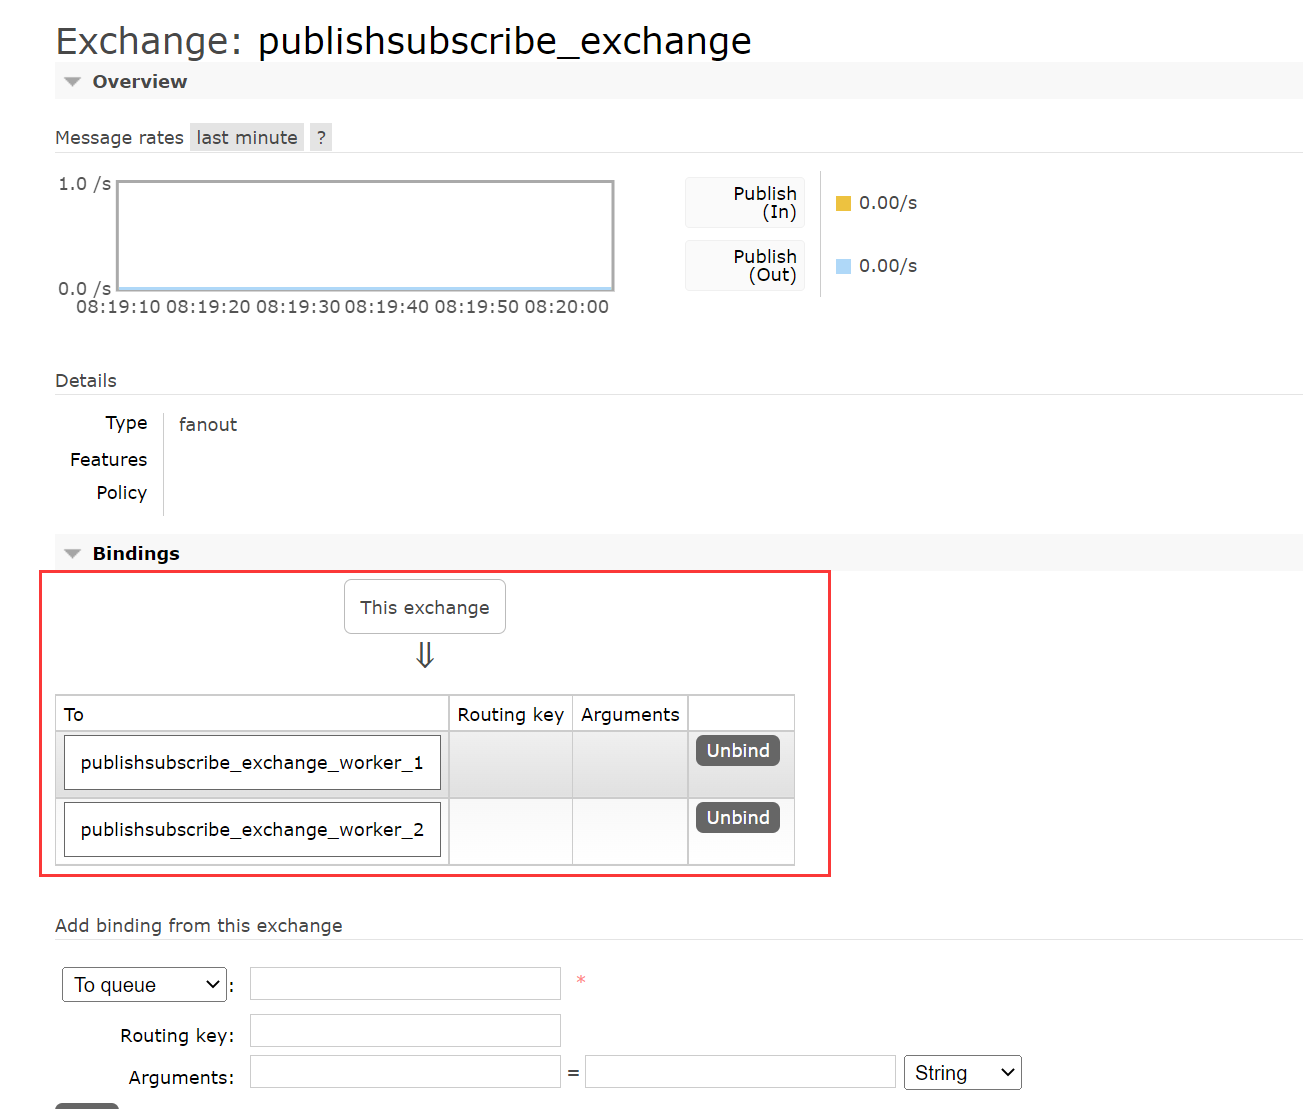 Exchange: publishsubscribe_exchange
Overview
Message rates last minute ?
1.0 /s
0.0 /s
08:19:10 08:19:20 08:19:30 08:19:40 08:19:50 08:20:00
Publish
(In)
0.00/s
Publish
(Out)
0.00/s
Details
Type fanout
Features
Policy
Bindings
This exchange
⇓
To Routing key Arguments
publishsubscribe_exchange_worker_1 Unbind
publishsubscribe_exchange_worker_2 Unbind
Add binding from this exchange
To queue : *
Routing key:
Arguments: = String